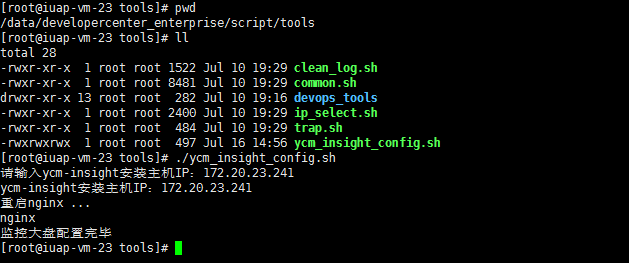 [root@iuap-vm-23 tools]# pwd
/data/developercenter_enterprise/script/tools
[root@iuap-vm-23 tools]# ll
total 28
-rwxr-xr-x  1 root root 1522 Jul 10 19:29 clean_log.sh
-rwxr-xr-x  1 root root 8481 Jul 10 19:29 common.sh
drwxr-xr-x 13 root root  282 Jul 10 19:16 devops_tools
-rwxr-xr-x  1 root root 2400 Jul 10 19:29 ip_select.sh
-rwxr-xr-x  1 root root  484 Jul 10 19:29 trap.sh
-rwxrwxrwx  1 root root  497 Jul 16 14:56 ycm_insight_config.sh
[root@iuap-vm-23 tools]# ./ycm_insight_config.sh
请输入ycm-insight安装主机IP：172.20.23.241
ycm-insight安装主机IP：172.20.23.241
重启nginx ...
nginx
监控大盘配置完毕
[root@iuap-vm-23 tools]#